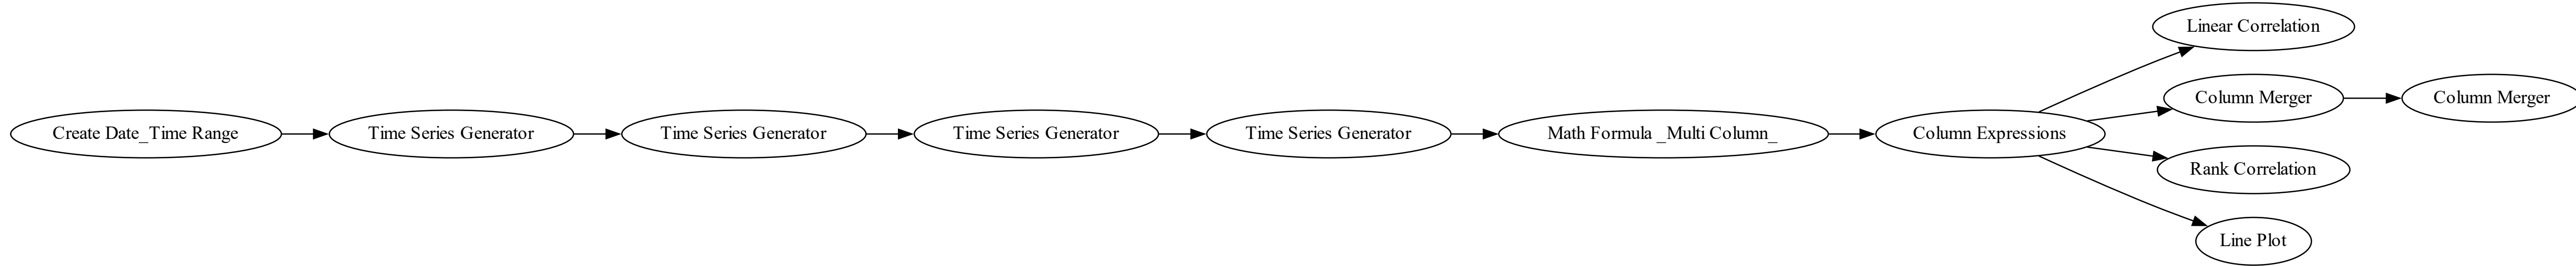 Create Date_Time Range
Time Series Generator
Time Series Generator
Time Series Generator
Time Series Generator
Math Formula _Multi Column_
Column Expressions
Linear Correlation
Column Merger
Column Merger
Rank Correlation
Line Plot